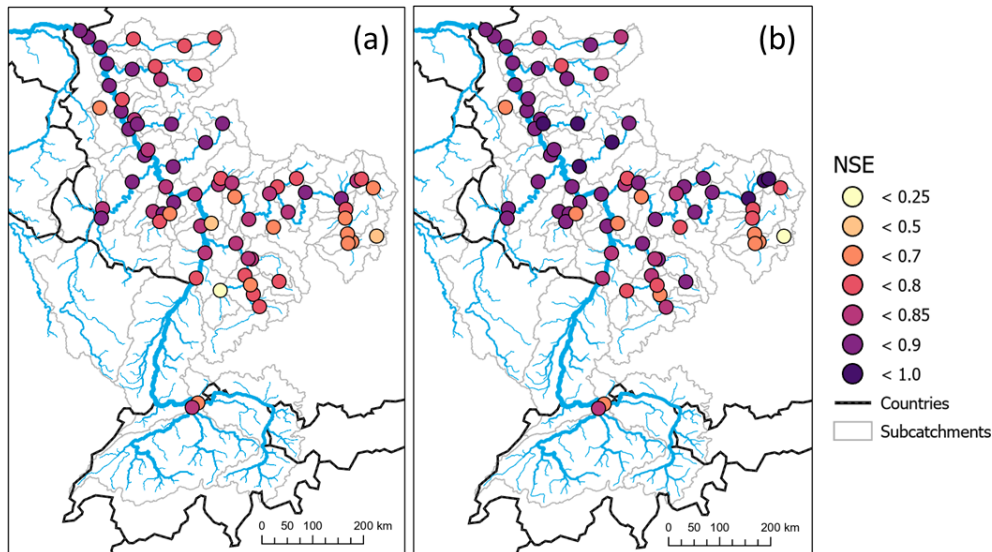 (a)
(b)
NSE
< 0.25
< 0.5
< 0.7
< 0.8
< 0.85
< 0.9
< 1.0
Countries
Subcatchments
0 50 100 200 km
0 50 100 200 km